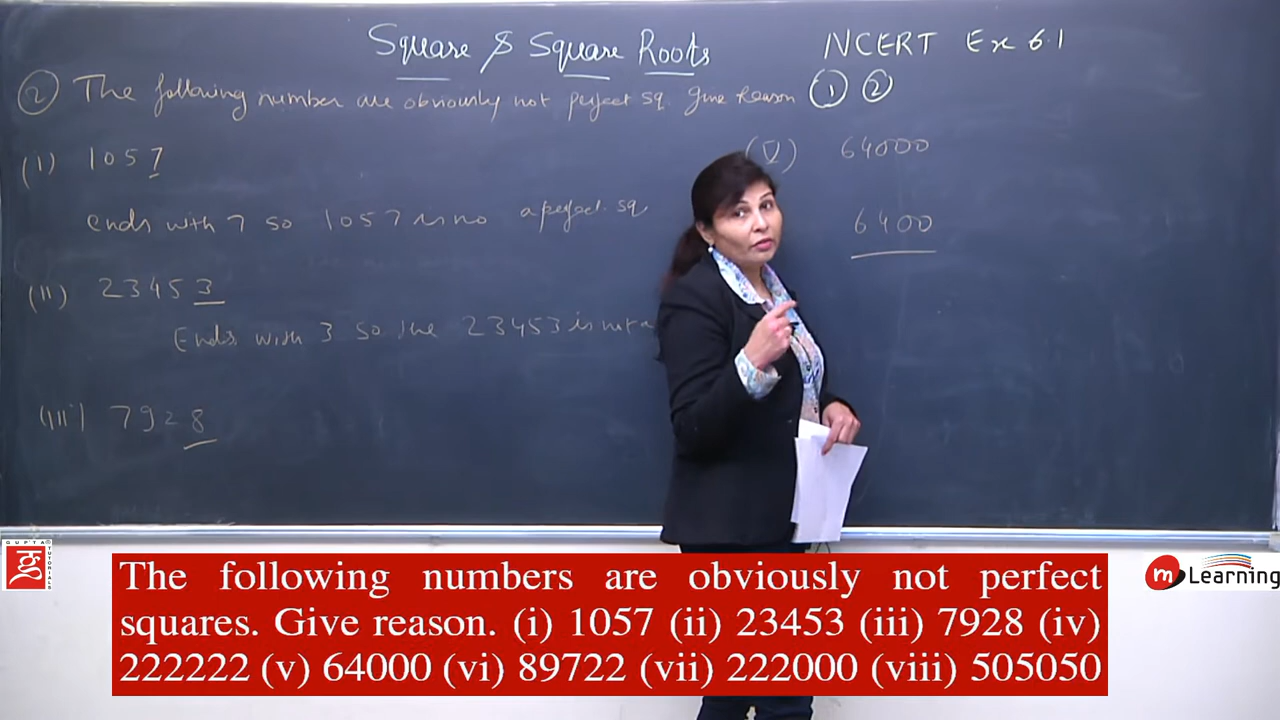 Square & Square Roots
NCERT Ex 6.1
② The following number are obviously not perfect sq. Give Reason ① ②
(i) 1057
ends with 7 so 1057 is no a perfect sq
(ii) 23453
Ends with 3 so the 23453 is not a
(iii) 7928
(V) 64000
6400
GUPTA
TUTORIALS
The following numbers are obviously not perfect
squares. Give reason. (i) 1057 (ii) 23453 (iii) 7928 (iv)
222222 (v) 64000 (vi) 89722 (vii) 222000 (viii) 505050
m Learning